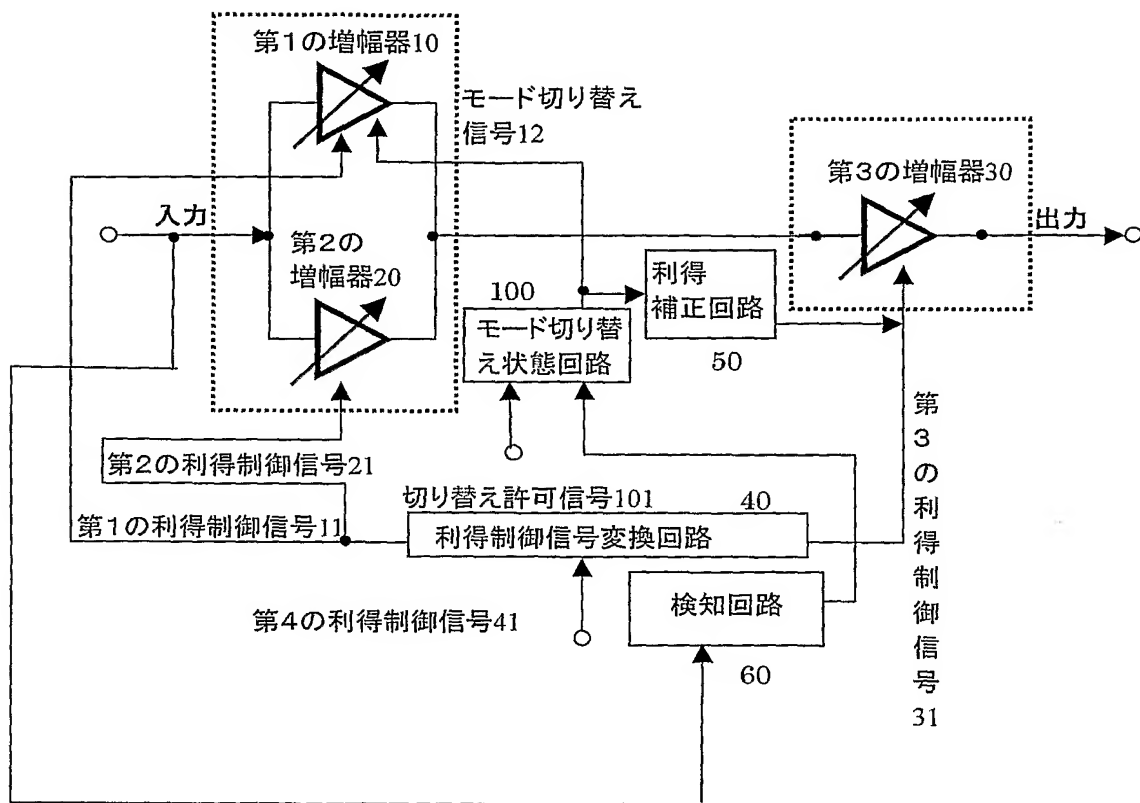 第1の増幅器10
モード切り替え
信号12
第3の増幅器30
入力
出力
第2の
増幅器20
100
利得
補正回路
モード切り替
え状態回路
50
第3の利得制御信号31
第2の利得制御信号21
切り替え許可信号101
40
第1の利得制御信号11
利得制御信号変換回路
検知回路
第4の利得制御信号41
60